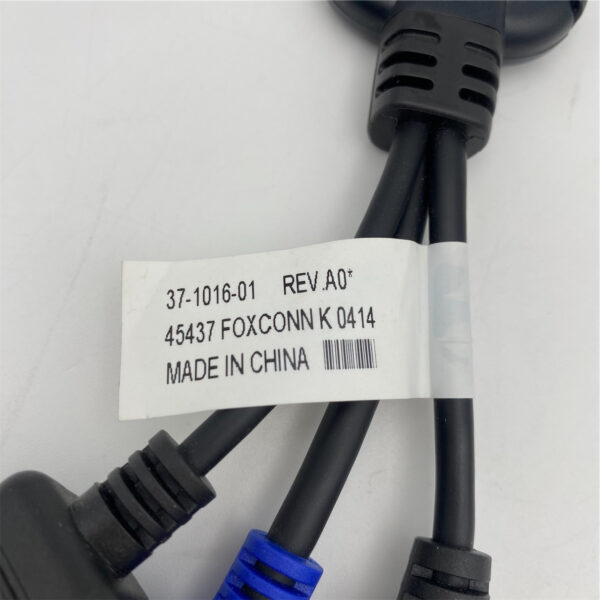 37-1016-01 REV.A0*
45437 FOXCONN K 0414
MADE IN CHINA